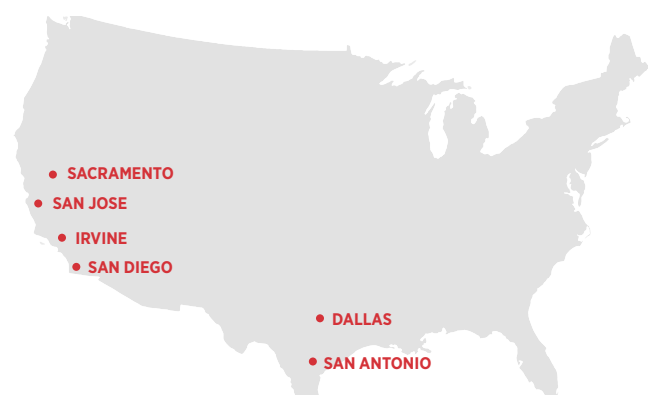 SACRAMENTO
SAN JOSE
IRVINE
SAN DIEGO
DALLAS
SAN ANTONIO